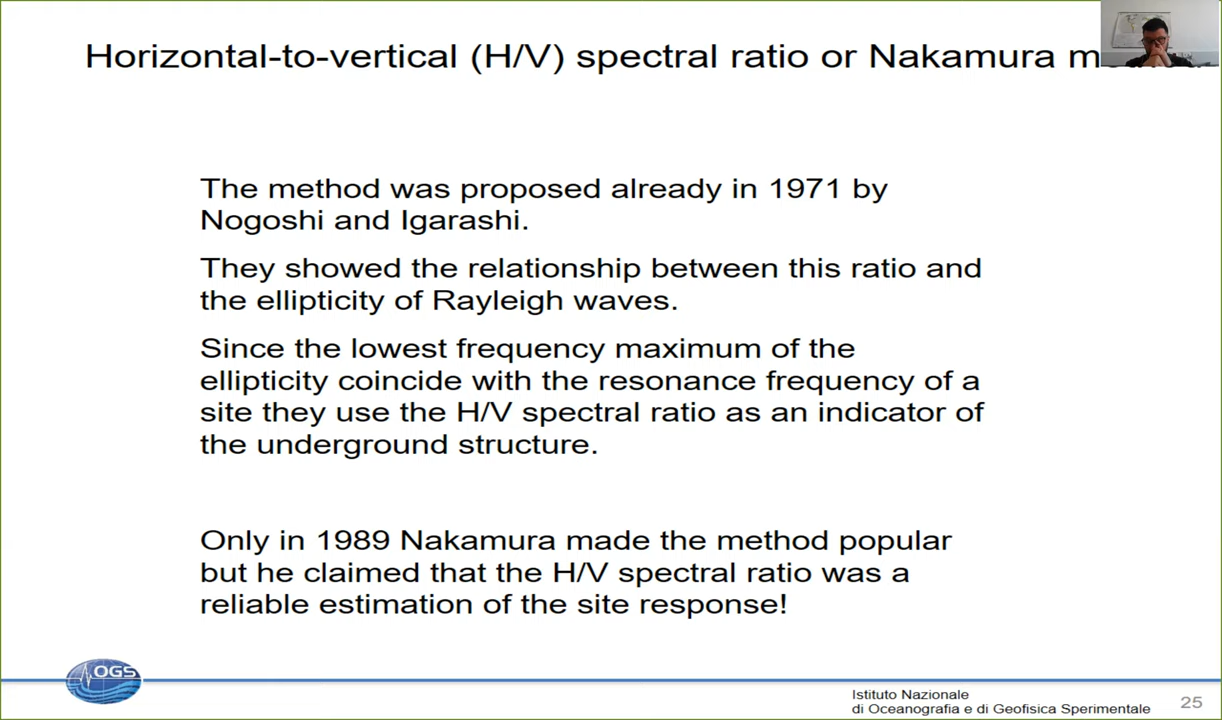 Horizontal-to-vertical (H/V) spectral ratio or Nakamura
The method was proposed already in 1971 by
Nogoshi and Igarashi.
They showed the relationship between this ratio and
the ellipticity of Rayleigh waves.
Since the lowest frequency maximum of the
ellipticity coincide with the resonance frequency of a
site they use the H/V spectral ratio as an indicator of
the underground structure.
Only in 1989 Nakamura made the method popular
but he claimed that the H/V spectral ratio was a
reliable estimation of the site response!
OGS
Istituto Nazionale
di Oceanografia e di Geofisica Sperimentale
25